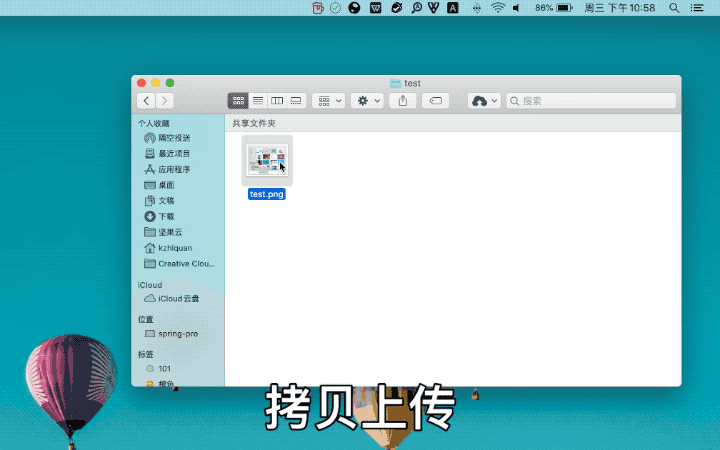 86%
周三 下午10:58
test
搜索
个人收藏
共享文件夹
隔空投送
最近项目
应用程序
桌面
文稿
下载
坚果云
kzhiquan
Creative Clou...
test.png
iCloud
iCloud 云盘
位置
spring-pro
标签
101
橙色
拷贝上传